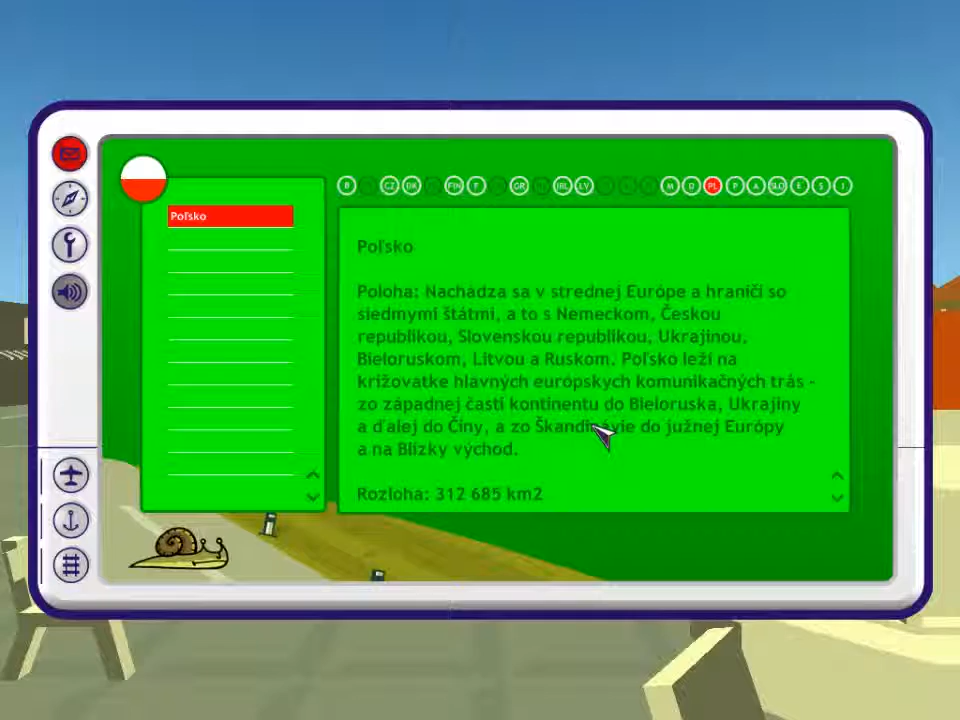 B CZ DK FIN F GR IRL LV M D PL P A SLO E S I
Poľsko
Poľsko
Poloha: Nachádza sa v strednej Európe a hraničí so
siedmymi štátmi, a to s Nemeckom, Českou
republikou, Slovenskou republikou, Ukrajinou,
Bieloruskom, Litvou a Ruskom. Poľsko leží na
križovatke hlavných európskych komunikačných trás -
zo západnej časti kontinentu do Bieloruska, Ukrajiny
a ďalej do Číny, a zo Škandinávie do južnej Európy
a na Blízky východ.
Rozloha: 312 685 km2